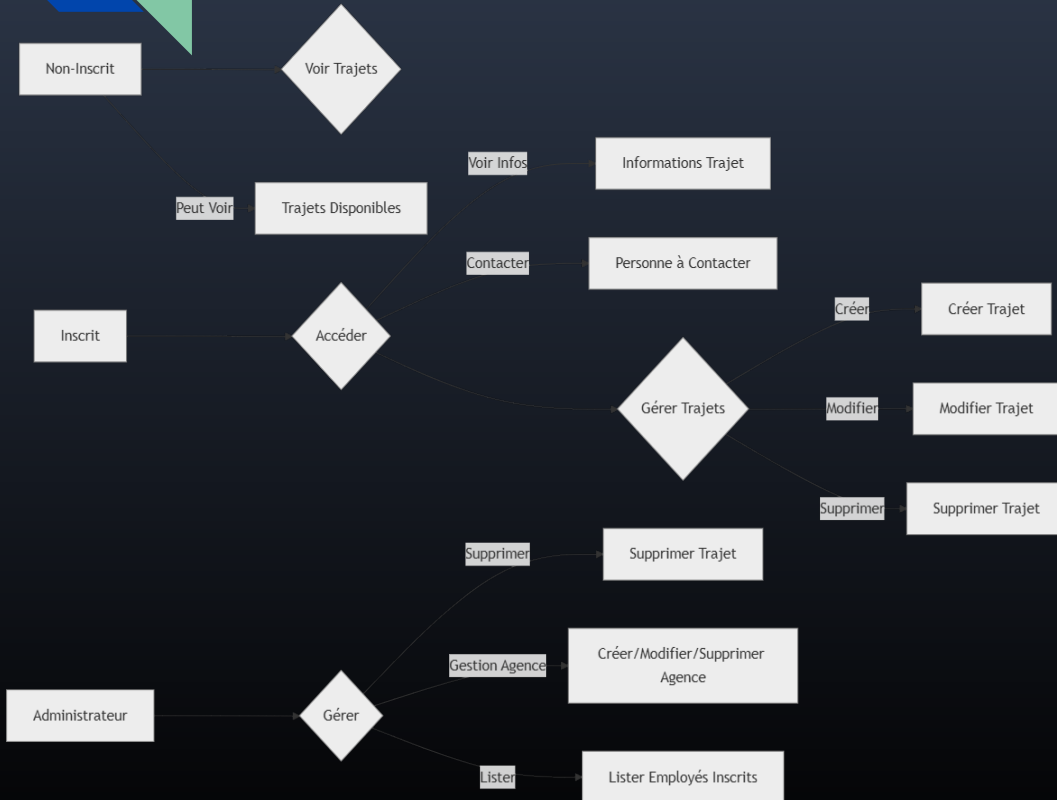 Non-Inscrit
Voir Trajets
Voir Infos
Informations Trajet
Peut Voir
Trajets Disponibles
Contacter
Personne à Contacter
Créer
Créer Trajet
Inscrit
Accéder
Gérer Trajets
Modifier
Modifier Trajet
Supprimer
Supprimer Trajet
Supprimer
Supprimer Trajet
Gestion Agence
Créer/Modifier/Supprimer
Agence
Administrateur
Gérer
Lister
Lister Employés Inscrits